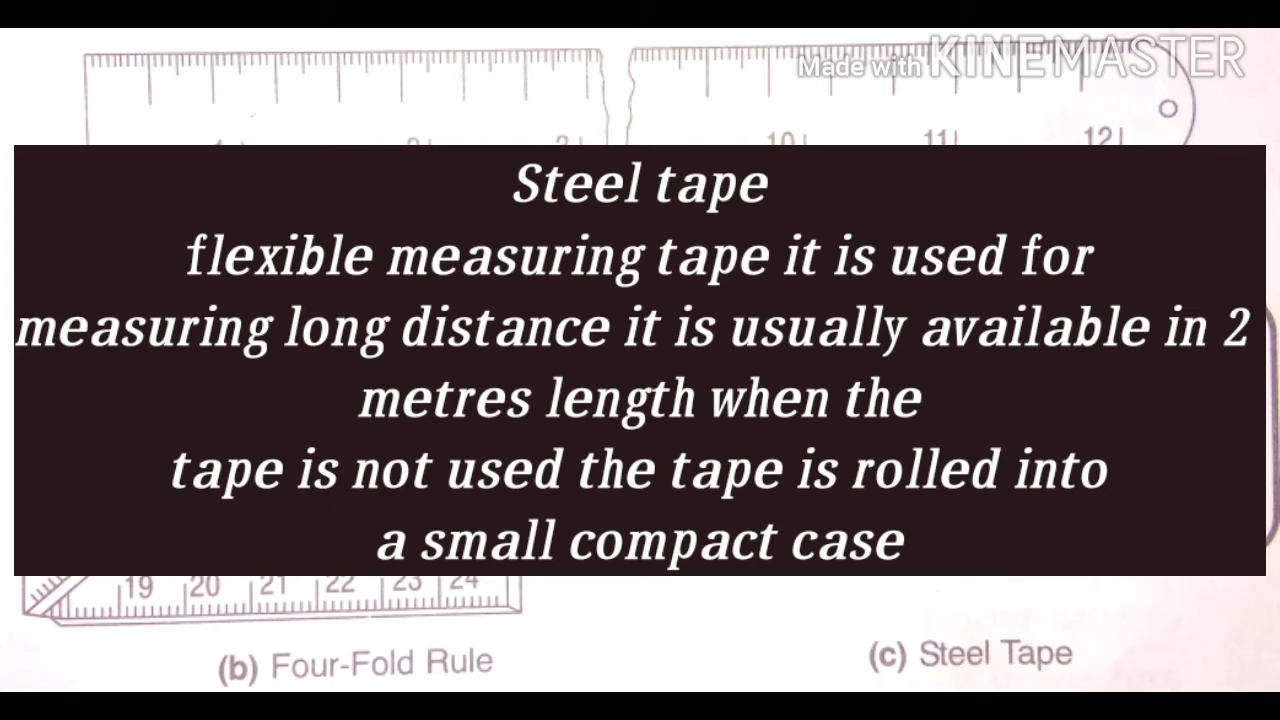 Made with KINEMASTER
10 11 12
Steel tape
flexible measuring tape it is used for
measuring long distance it is usually available in 2
metres length when the
tape is not used the tape is rolled into
a small compact case
19 20 21 22 23 24
(b) Four-Fold Rule
(c) Steel Tape